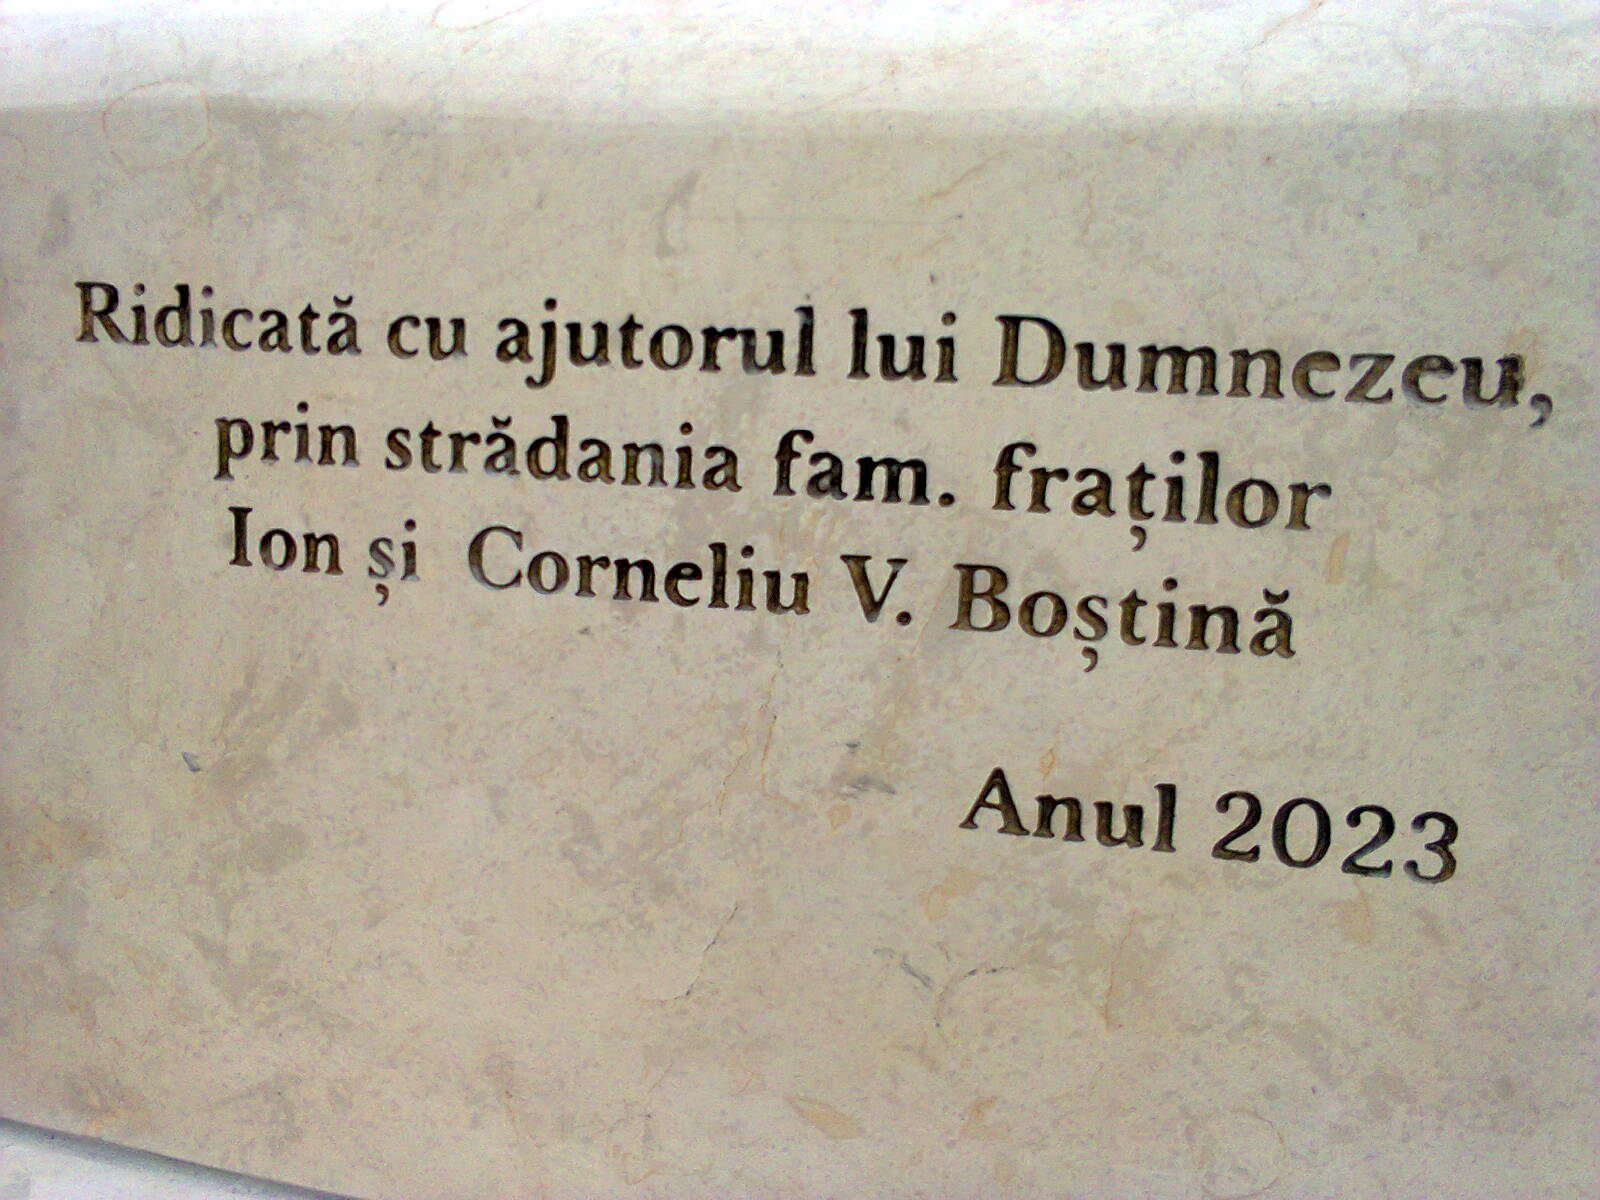 Ridicată cu ajutorul lui Dumnezeu,
prin strădania fam. fraților
Ion și Corneliu V. Boștină
Anul 2023